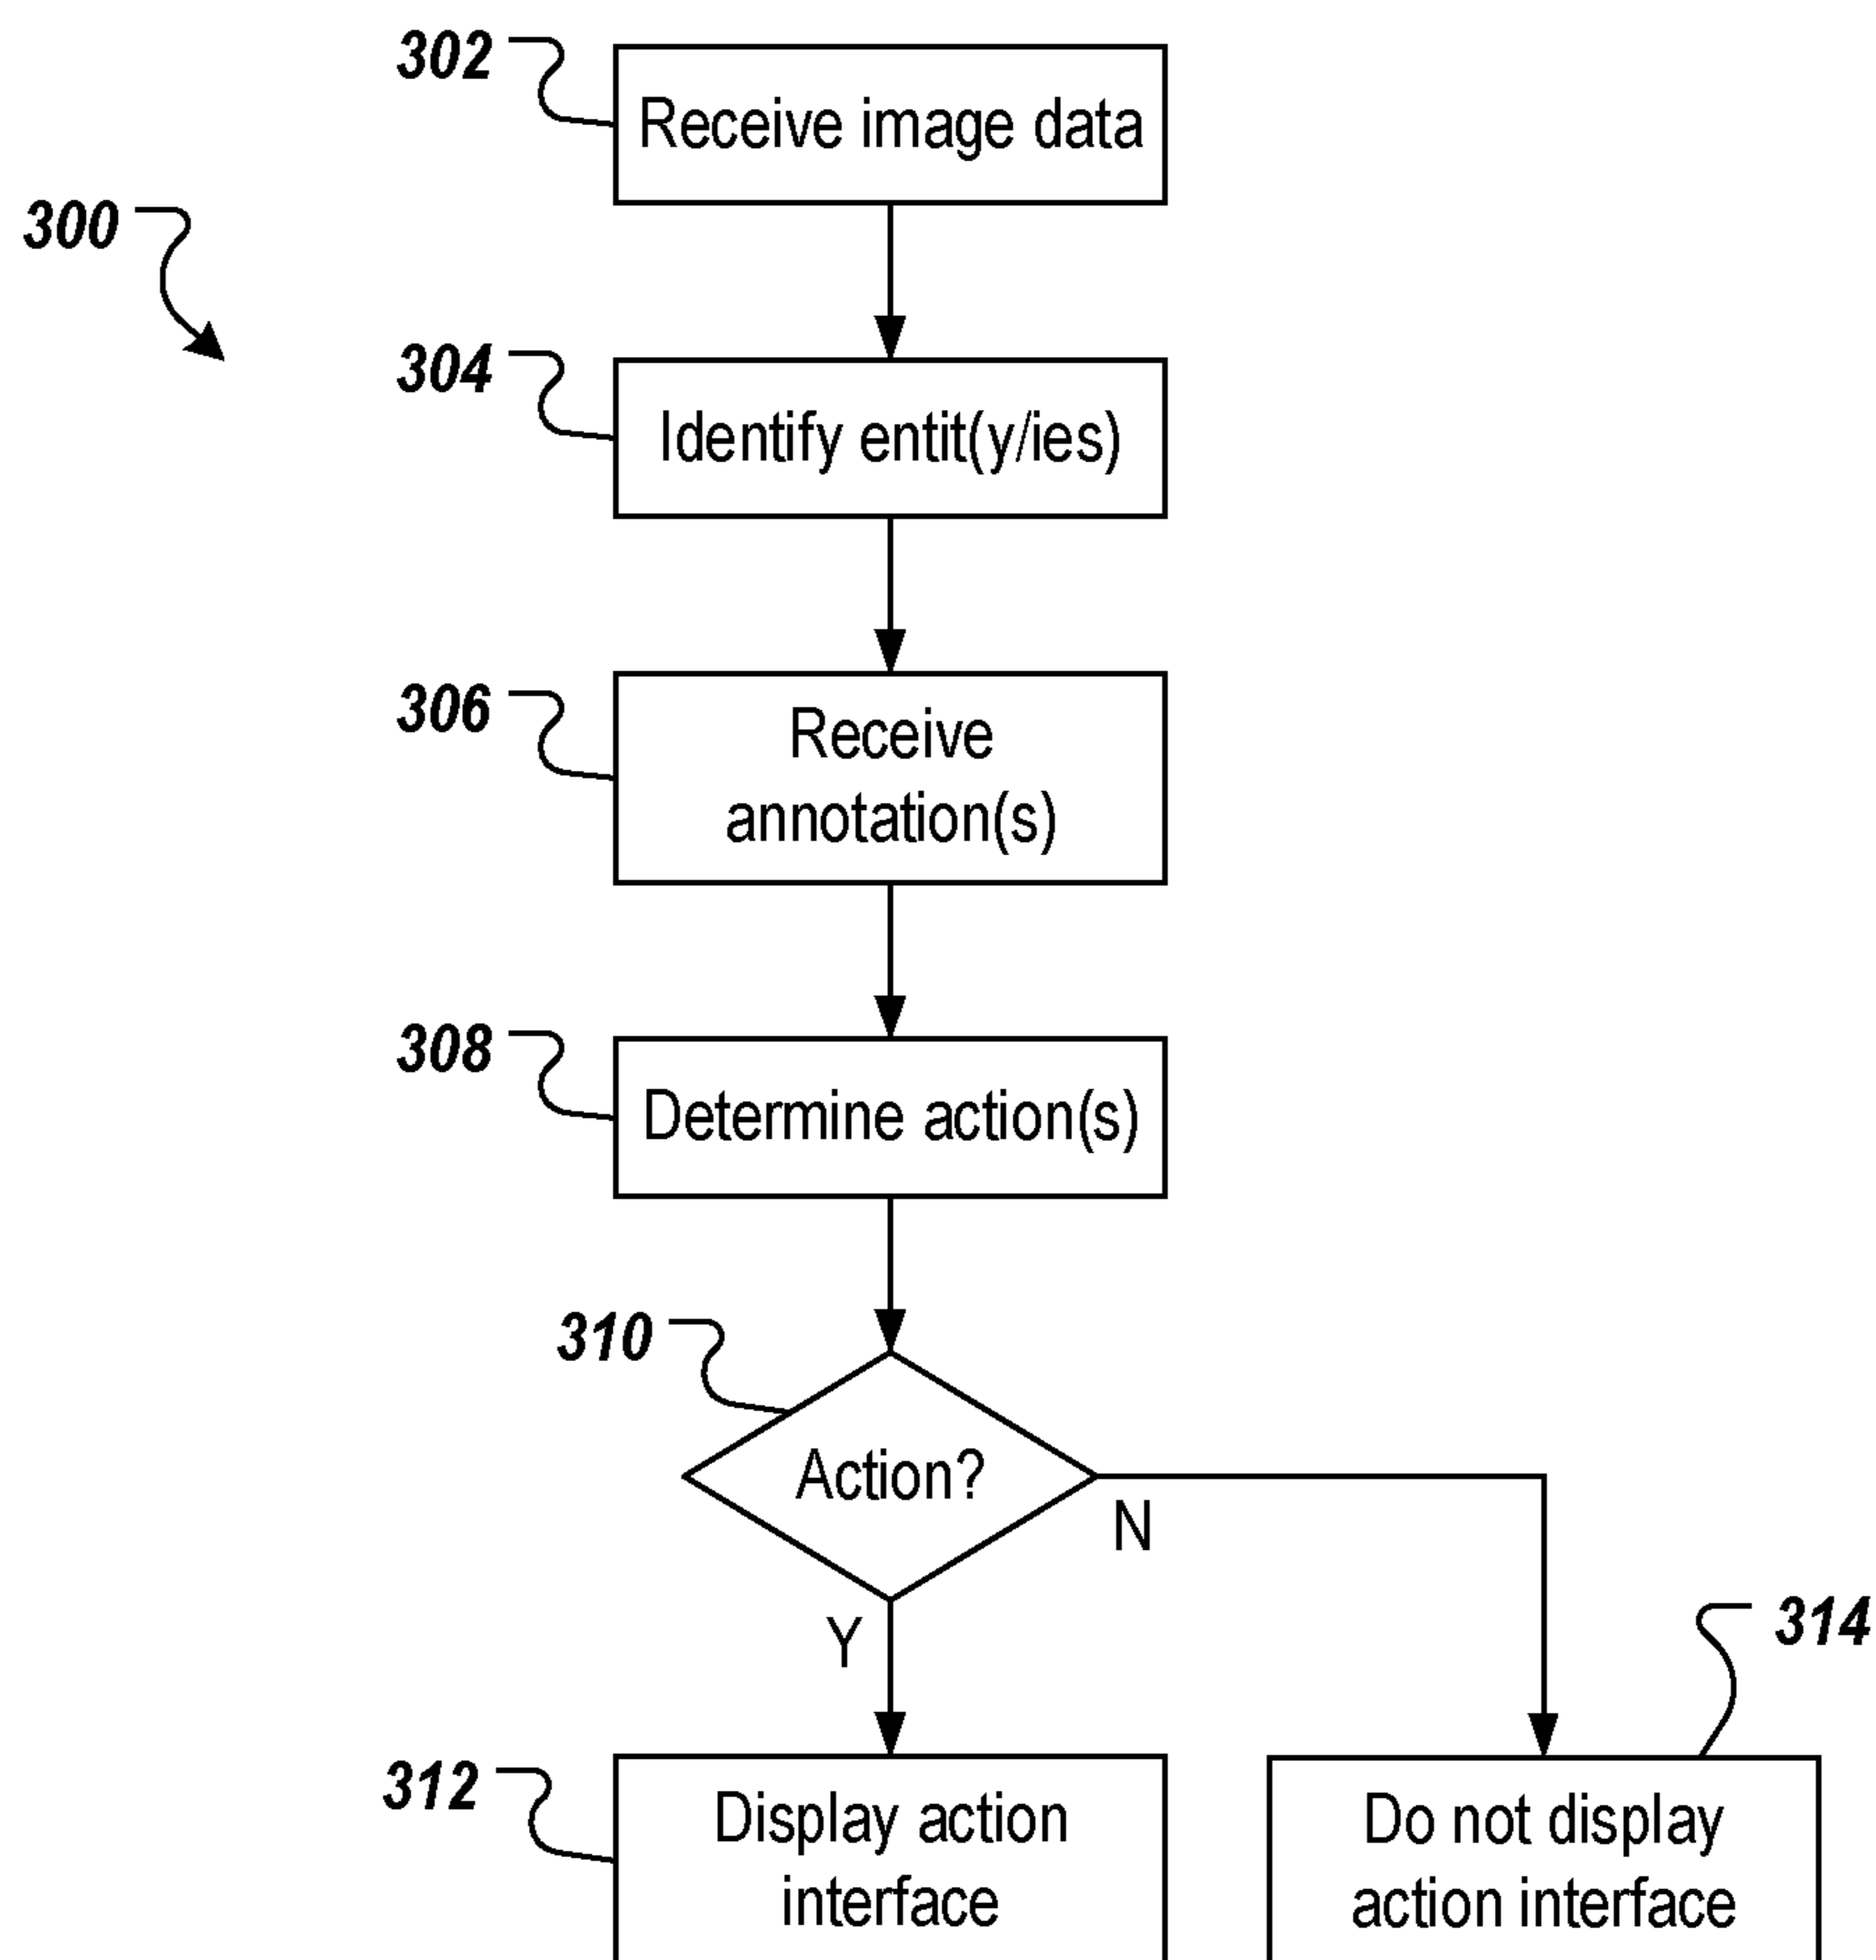 302
Receive image data
300
304
Identify entit(y/ies)
306
Receive
annotation(s)
308
Determine action(s)
310
Action?
N
Y
314
312
Display action
interface
Do not display
action interface